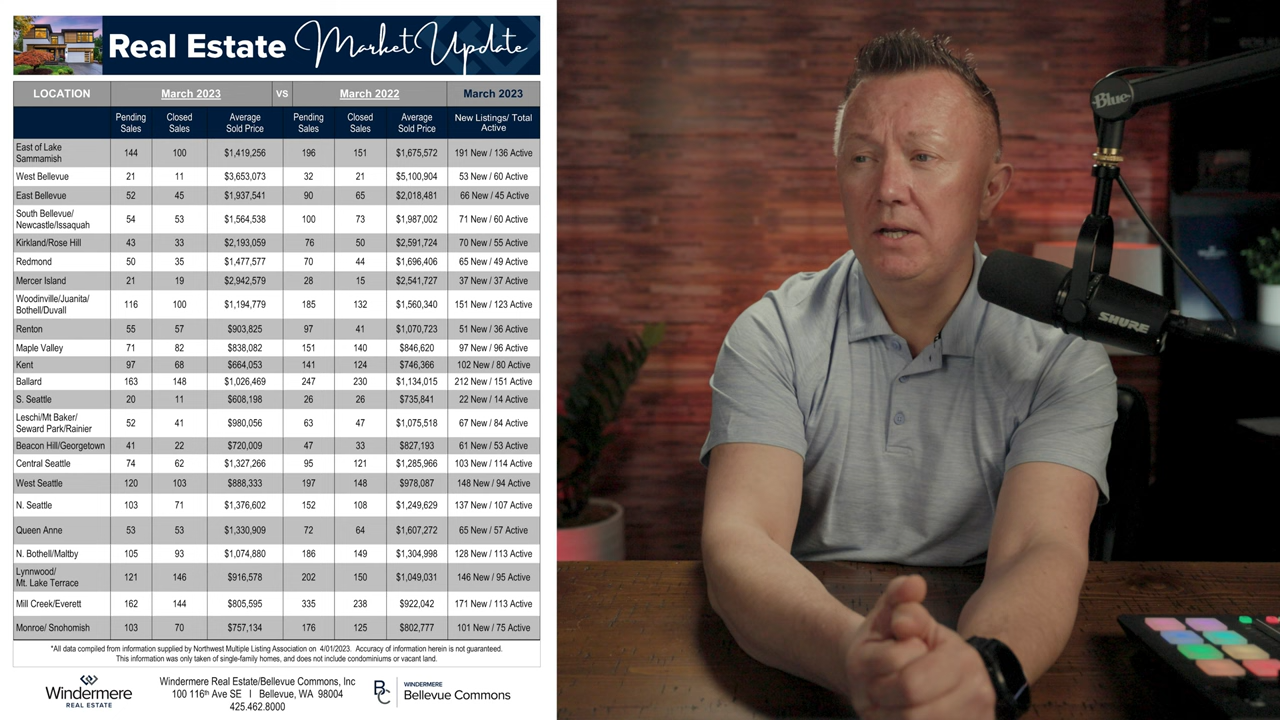 Real Estate Market Update
LOCATION March 2023 VS March 2022 March 2023
Pending Sales Closed Sales Average Sold Price Pending Sales Closed Sales Average Sold Price New Listings/ Total Active
East of Lake Sammamish 144 100 $1,419,256 196 151 $1,675,572 191 New / 136 Active
West Bellevue 21 11 $3,653,073 32 21 $5,100,904 53 New / 60 Active
East Bellevue 52 45 $1,937,541 90 65 $2,018,481 66 New / 45 Active
South Bellevue/ Newcastle/Issaquah 54 53 $1,564,538 100 73 $1,987,002 71 New / 60 Active
Kirkland/Rose Hill 43 33 $2,193,059 76 50 $2,591,724 70 New / 55 Active
Redmond 50 35 $1,477,577 70 44 $1,696,406 65 New / 49 Active
Mercer Island 21 19 $2,942,579 28 15 $2,541,727 37 New / 37 Active
Woodinville/Juanita/ Bothell/Duvall 116 100 $1,194,779 185 132 $1,560,340 151 New / 123 Active
Renton 55 57 $903,825 97 41 $1,070,723 51 New / 36 Active
Maple Valley 71 82 $838,082 151 140 $846,620 97 New / 96 Active
Kent 97 68 $664,053 141 124 $746,366 102 New / 80 Active
Ballard 163 148 $1,026,469 247 230 $1,134,015 212 New / 151 Active
S. Seattle 20 11 $608,198 26 26 $735,841 22 New / 14 Active
Leschi/Mt Baker/ Seward Park/Rainier 52 41 $980,056 63 47 $1,075,518 67 New / 84 Active
Beacon Hill/Georgetown 41 22 $720,009 47 33 $827,193 61 New / 53 Active
Central Seattle 74 62 $1,327,266 95 121 $1,285,966 103 New / 114 Active
West Seattle 120 103 $888,333 197 148 $978,087 148 New / 94 Active
N. Seattle 103 71 $1,376,602 152 108 $1,249,629 137 New / 107 Active
Queen Anne 53 53 $1,330,909 72 64 $1,607,272 65 New / 57 Active
N. Bothell/Maltby 105 93 $1,074,880 186 149 $1,304,998 128 New / 113 Active
Lynnwood/ Mt. Lake Terrace 121 146 $916,578 202 150 $1,049,031 146 New / 95 Active
Mill Creek/Everett 162 144 $805,595 335 238 $922,042 171 New / 113 Active
Monroe/ Snohomish 103 70 $757,134 176 125 $802,777 101 New / 75 Active
*All data compiled from information supplied by Northwest Multiple Listing Association on 4/01/2023. Accuracy of information herein is not guaranteed.
This information was only taken of single-family homes, and does not include condominiums or vacant land.
Windermere
REAL ESTATE
Windermere Real Estate/Bellevue Commons, Inc
100 116th Ave SE I Bellevue, WA 98004
425.462.8000
BC
WINDERMERE
Bellevue Commons
Blue
SHURE